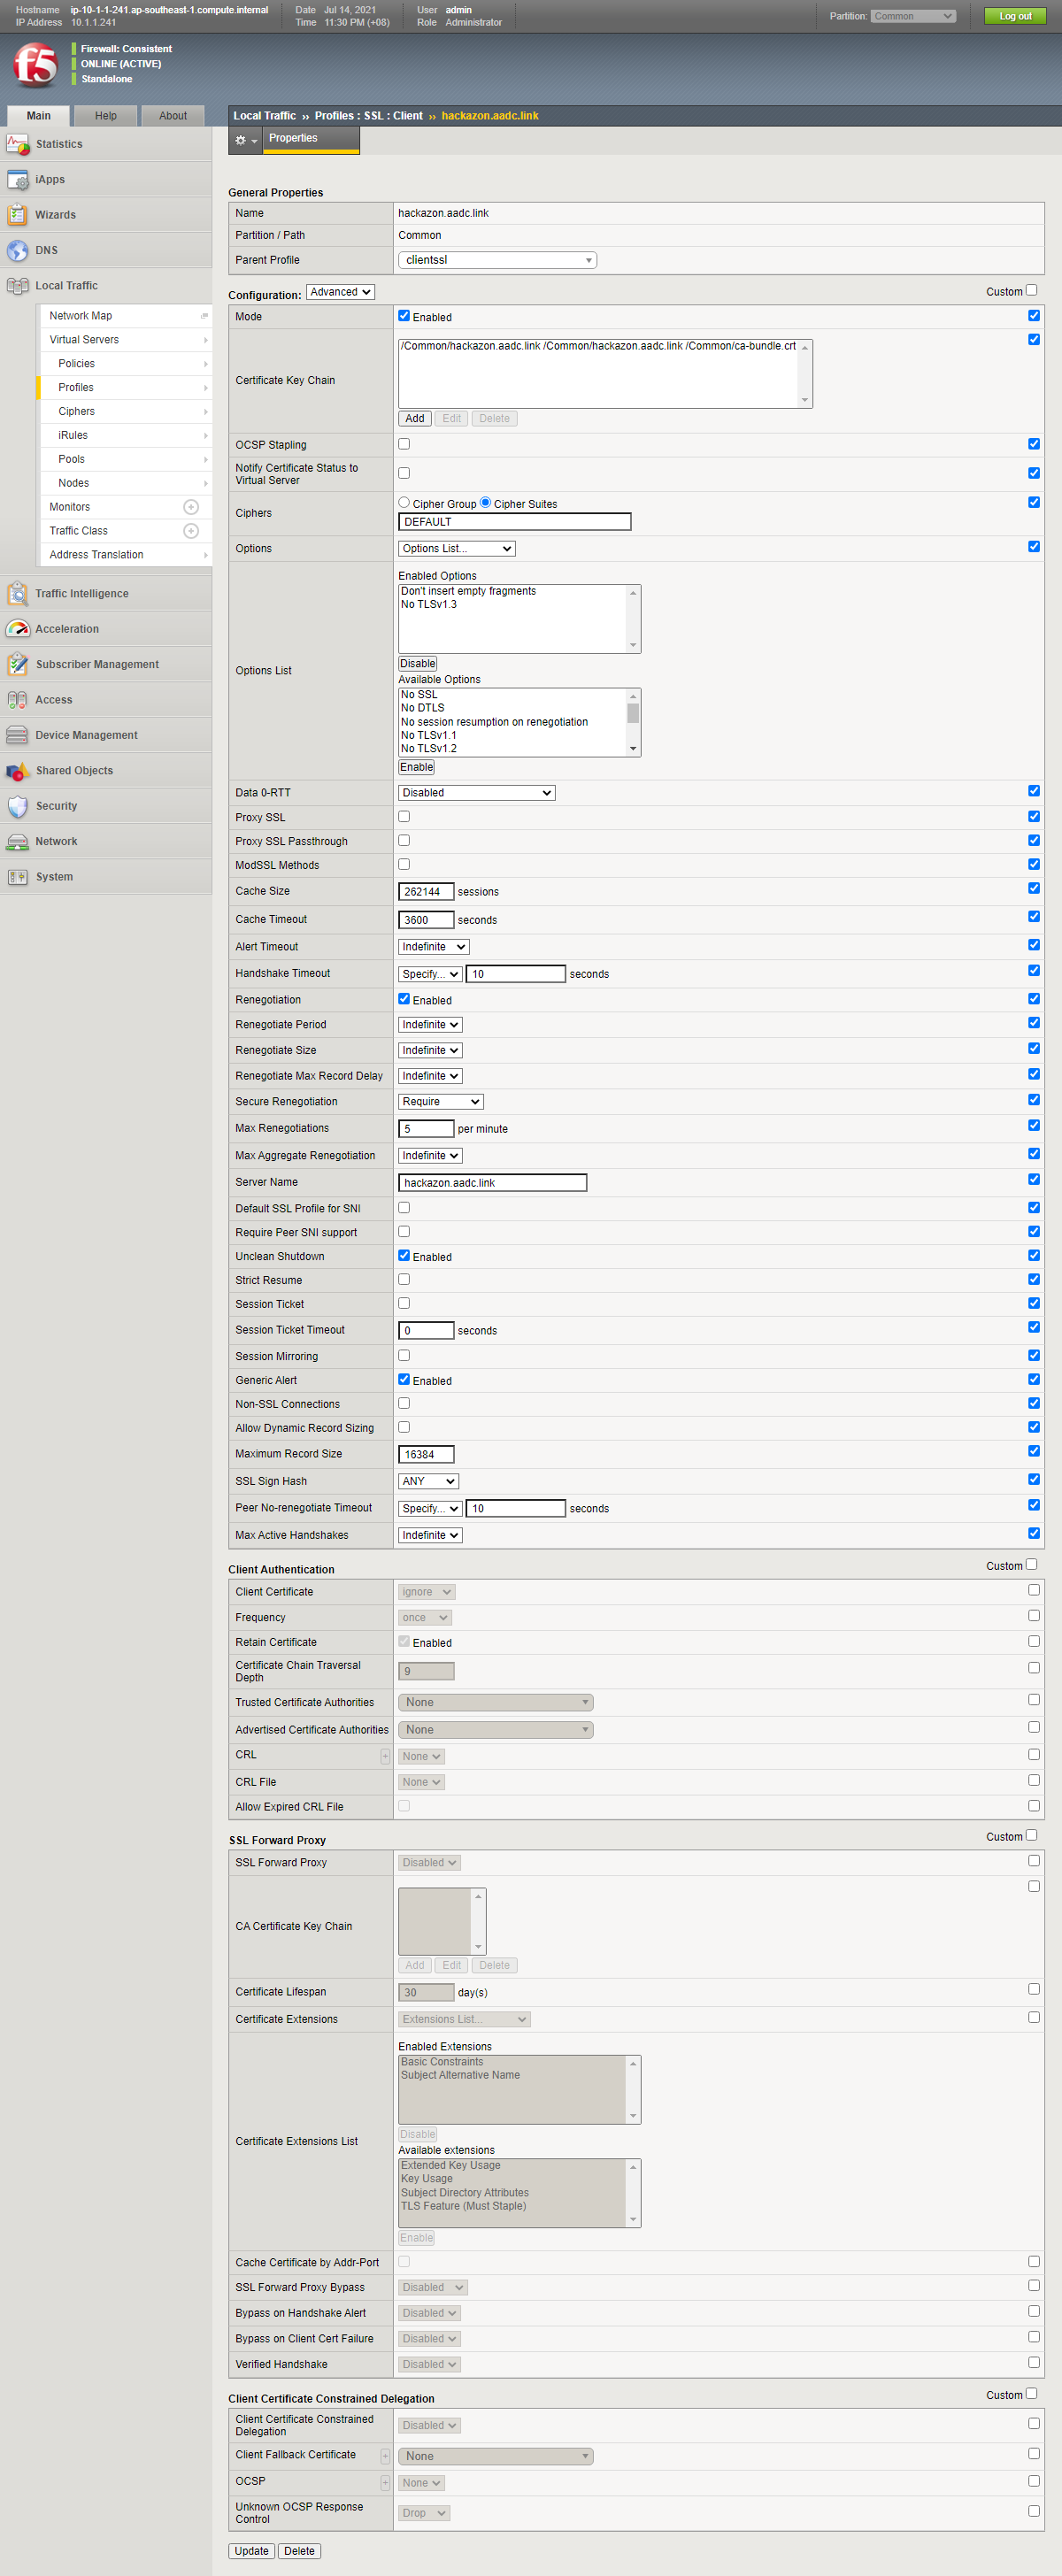 Hostname ip-10-1-1-241.ap-southeast-1.compute.internal Date Jul 14, 2021 User admin
IP Address 10.1.1.241 Time 11:30 PM (+08) Role Administrator
Partition: Common Log out
f5
Firewall: Consistent
ONLINE (ACTIVE)
Standalone
Main Help About
Local Traffic ›› Profiles : SSL : Client ›› hackazon.aadc.link
Properties
Statistics
iApps
Wizards
DNS
Local Traffic
Network Map
Virtual Servers
Policies
Profiles
Ciphers
iRules
Pools
Nodes
Monitors
Traffic Class
Address Translation
Traffic Intelligence
Acceleration
Subscriber Management
Access
Device Management
Shared Objects
Security
Network
System
General Properties
Name hackazon.aadc.link
Partition / Path Common
Parent Profile clientssl
Configuration: Advanced Custom
Mode Enabled
Certificate Key Chain
/Common/hackazon.aadc.link /Common/hackazon.aadc.link /Common/ca-bundle.crt
Add Edit Delete
OCSP Stapling
Notify Certificate Status to
Virtual Server
Ciphers Cipher Group Cipher Suites
DEFAULT
Options Options List...
Options List
Enabled Options
Don't insert empty fragments
No TLSv1.3
Disable
Available Options
No SSL
No DTLS
No session resumption on renegotiation
No TLSv1.1
No TLSv1.2
Enable
Data 0-RTT Disabled
Proxy SSL
Proxy SSL Passthrough
ModSSL Methods
Cache Size 262144 sessions
Cache Timeout 3600 seconds
Alert Timeout Indefinite
Handshake Timeout Specify... 10 seconds
Renegotiation Enabled
Renegotiate Period Indefinite
Renegotiate Size Indefinite
Renegotiate Max Record Delay Indefinite
Secure Renegotiation Require
Max Renegotiations 5 per minute
Max Aggregate Renegotiation Indefinite
Server Name hackazon.aadc.link
Default SSL Profile for SNI
Require Peer SNI support
Unclean Shutdown Enabled
Strict Resume
Session Ticket
Session Ticket Timeout 0 seconds
Session Mirroring
Generic Alert Enabled
Non-SSL Connections
Allow Dynamic Record Sizing
Maximum Record Size 16384
SSL Sign Hash ANY
Peer No-renegotiate Timeout Specify... 10 seconds
Max Active Handshakes Indefinite
Client Authentication Custom
Client Certificate ignore
Frequency once
Retain Certificate Enabled
Certificate Chain Traversal
Depth 9
Trusted Certificate Authorities None
Advertised Certificate Authorities None
CRL + None
CRL File None
Allow Expired CRL File
SSL Forward Proxy Custom
SSL Forward Proxy Disabled
CA Certificate Key Chain
Add Edit Delete
Certificate Lifespan 30 day(s)
Certificate Extensions Extensions List...
Certificate Extensions List
Enabled Extensions
Basic Constraints
Subject Alternative Name
Disable
Available extensions
Extended Key Usage
Key Usage
Subject Directory Attributes
TLS Feature (Must Staple)
Enable
Cache Certificate by Addr-Port
SSL Forward Proxy Bypass Disabled
Bypass on Handshake Alert Disabled
Bypass on Client Cert Failure Disabled
Verified Handshake Disabled
Client Certificate Constrained Delegation Custom
Client Certificate Constrained
Delegation Disabled
Client Fallback Certificate + None
OCSP + None
Unknown OCSP Response
Control Drop
Update Delete